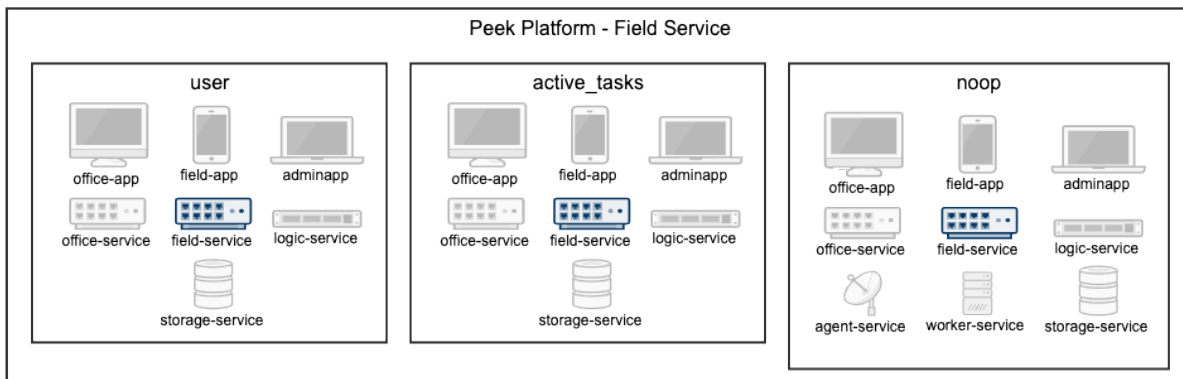 Peek Platform - Field Service
user
office-app field-app adminapp
office-service field-service logic-service
storage-service
active_tasks
office-app field-app adminapp
office-service field-service logic-service
storage-service
noop
office-app field-app adminapp
office-service field-service logic-service
agent-service worker-service storage-service